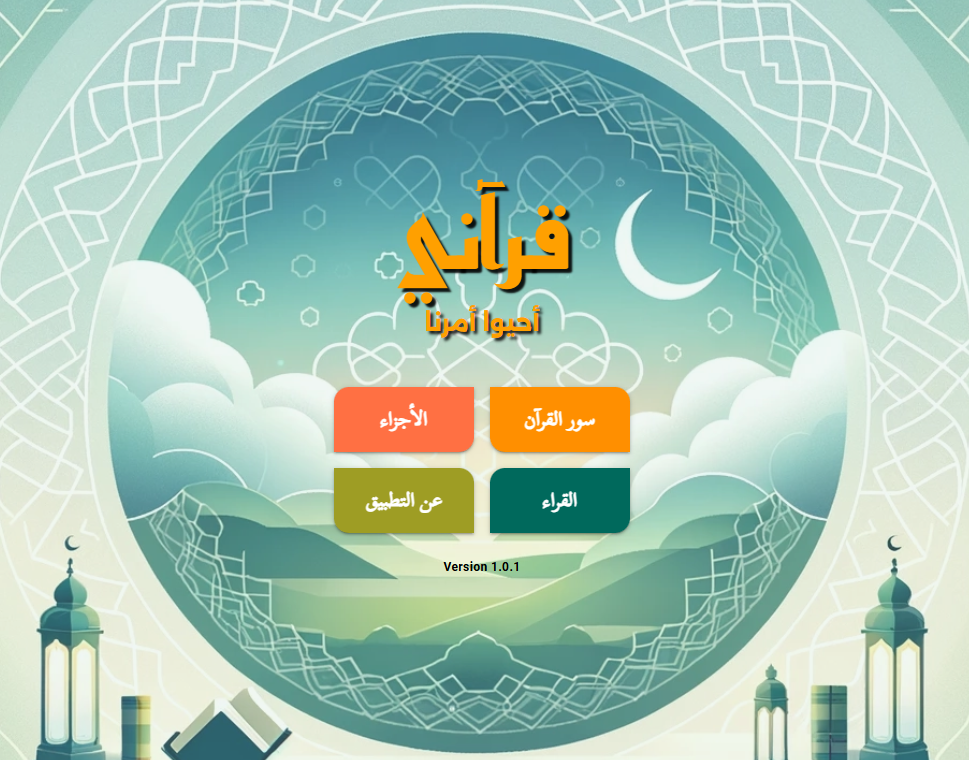 قرآني
أحيوا أمرنا
سور القرآن
الأجزاء
القراء
عن التطبيق
Version 1.0.1